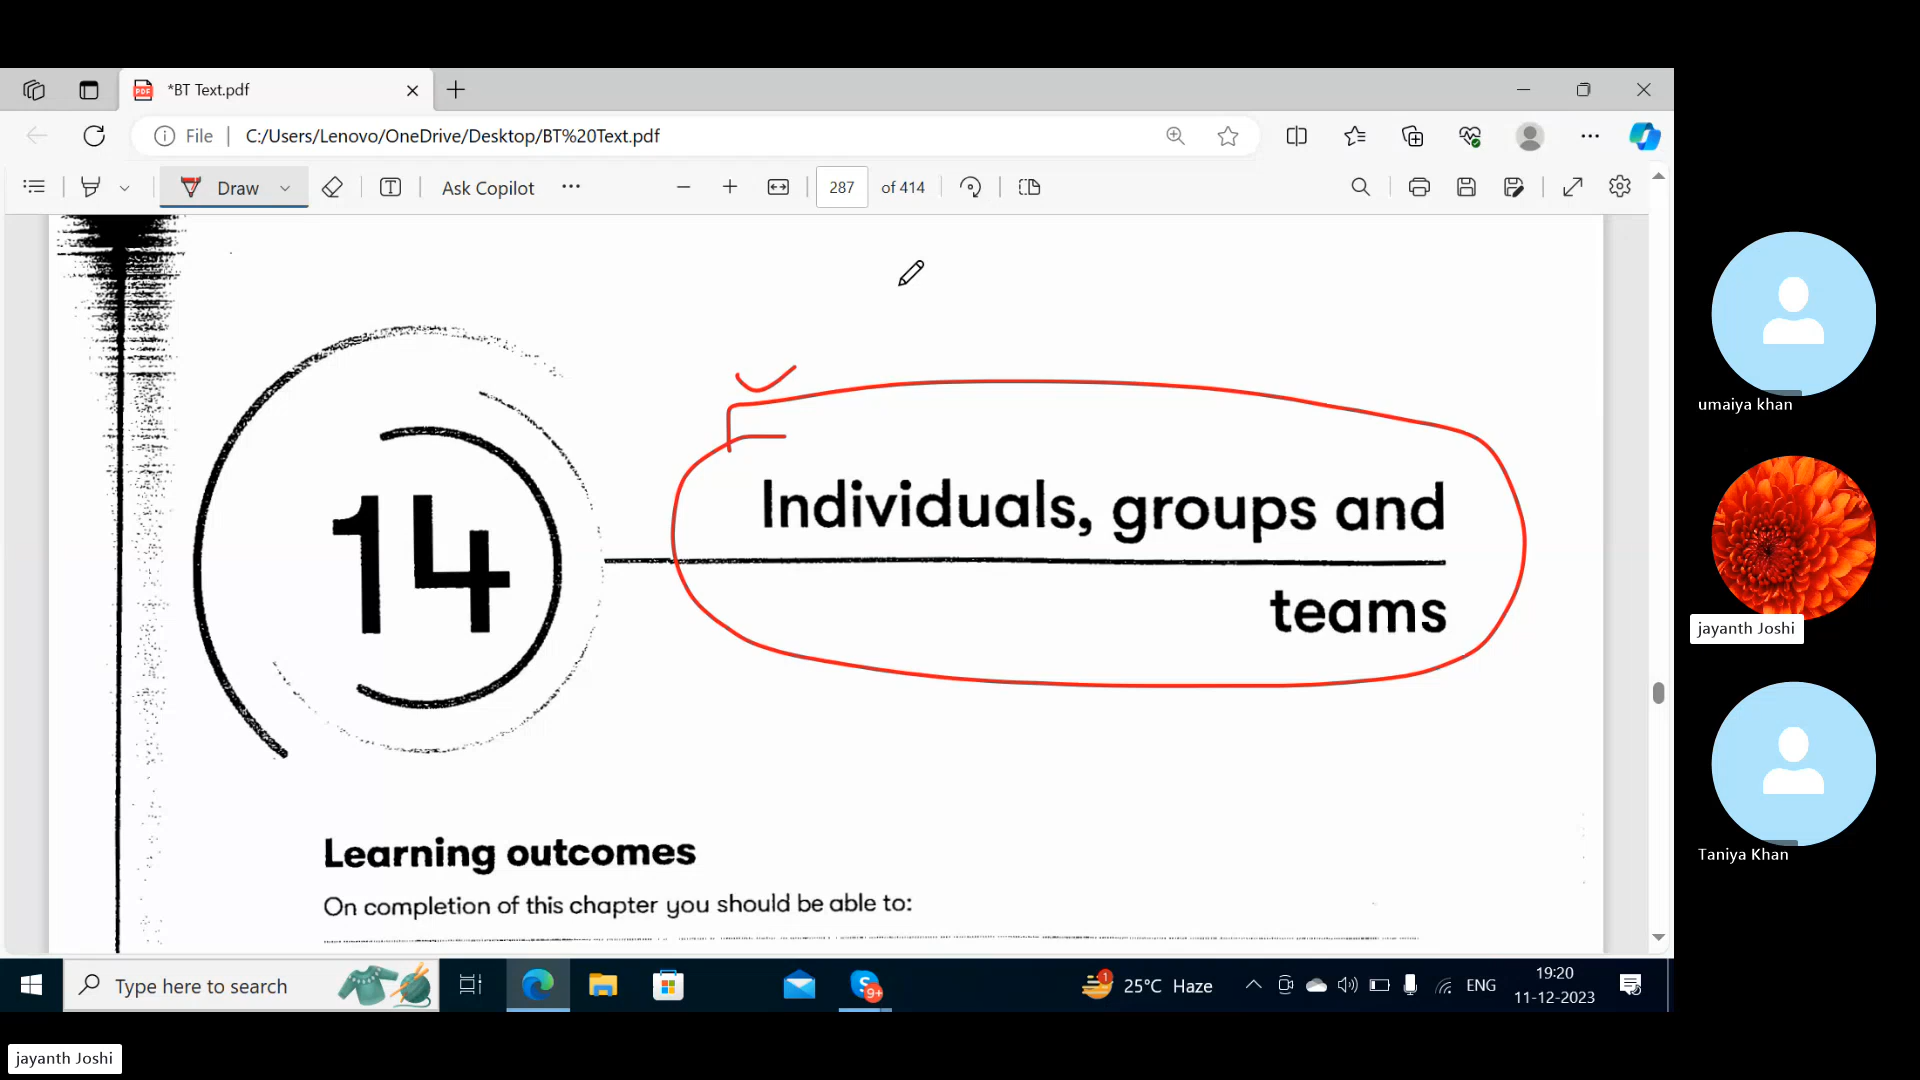 *BT Text.pdf
File
C:/Users/Lenovo/OneDrive/Desktop/BT%20Text.pdf
Draw
T
Ask Copilot
287
of 414
14
Individuals, groups and
teams
Learning outcomes
On completion of this chapter you should be able to:
umaiya khan
jayanth Joshi
Taniya Khan
Type here to search
9+
1
25°C Haze
ENG
19:20
11-12-2023
jayanth Joshi